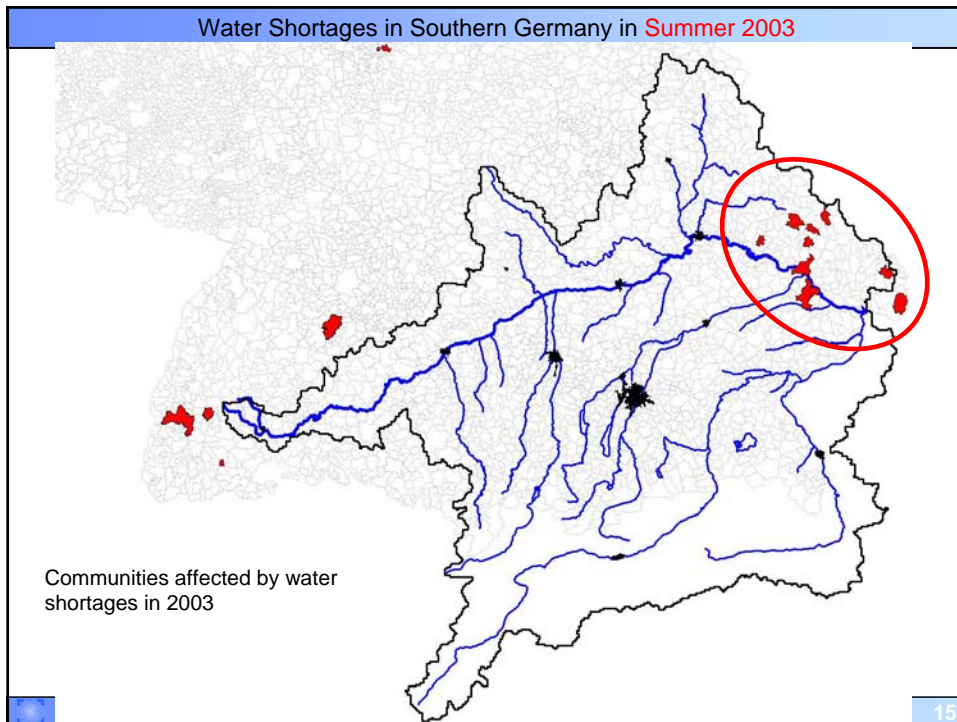 Water Shortages in Southern Germany in Summer 2003
Communities affected by water
shortages in 2003
15